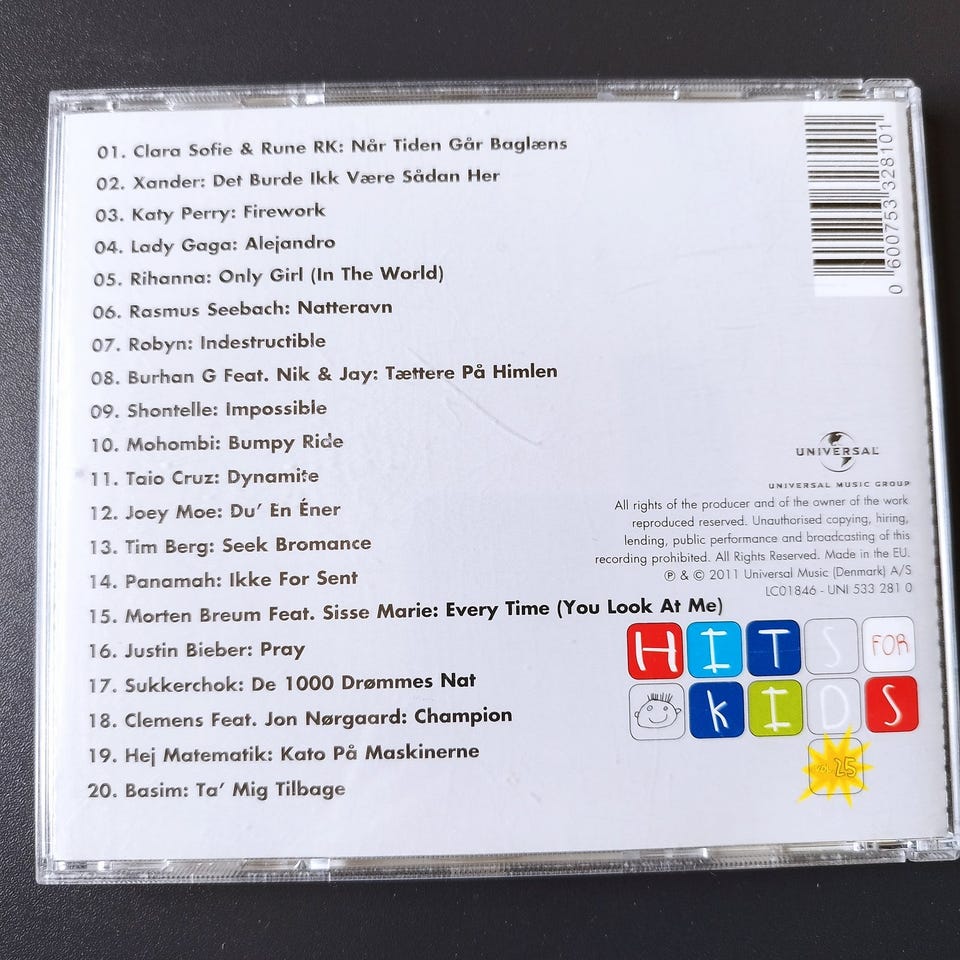 01. Clara Sofie & Rune RK: Når Tiden Går Baglæns
02. Xander: Det Burde Ikk Være Sådan Her
03. Katy Perry: Firework
04. Lady Gaga: Alejandro
05. Rihanna: Only Girl (In The World)
06. Rasmus Seebach: Natteravn
07. Robyn: Indestructible
08. Burhan G Feat. Nik & Jay: Tættere På Himlen
09. Shontelle: Impossible
10. Mohombi: Bumpy Ride
11. Taio Cruz: Dynamite
12. Joey Moe: Du' En Éner
13. Tim Berg: Seek Bromance
14. Panamah: Ikke For Sent
15. Morten Breum Feat. Sisse Marie: Every Time (You Look At Me)
16. Justin Bieber: Pray
17. Sukkerchok: De 1000 Drømmes Nat
18. Clemens Feat. Jon Nørgaard: Champion
19. Hej Matematik: Kato På Maskinerne
20. Basim: Ta' Mig Tilbage
0 600753 328101
UNIVERSAL
UNIVERSAL MUSIC GROUP
All rights of the producer and of the owner of the work
reproduced reserved. Unauthorised copying, hiring,
lending, public performance and broadcasting of this
recording prohibited. All Rights Reserved. Made in the EU.
℗ & © 2011 Universal Music (Denmark) A/S
LC01846 - UNI 533 281 0
HITS FOR
KIDS
VOL. 25